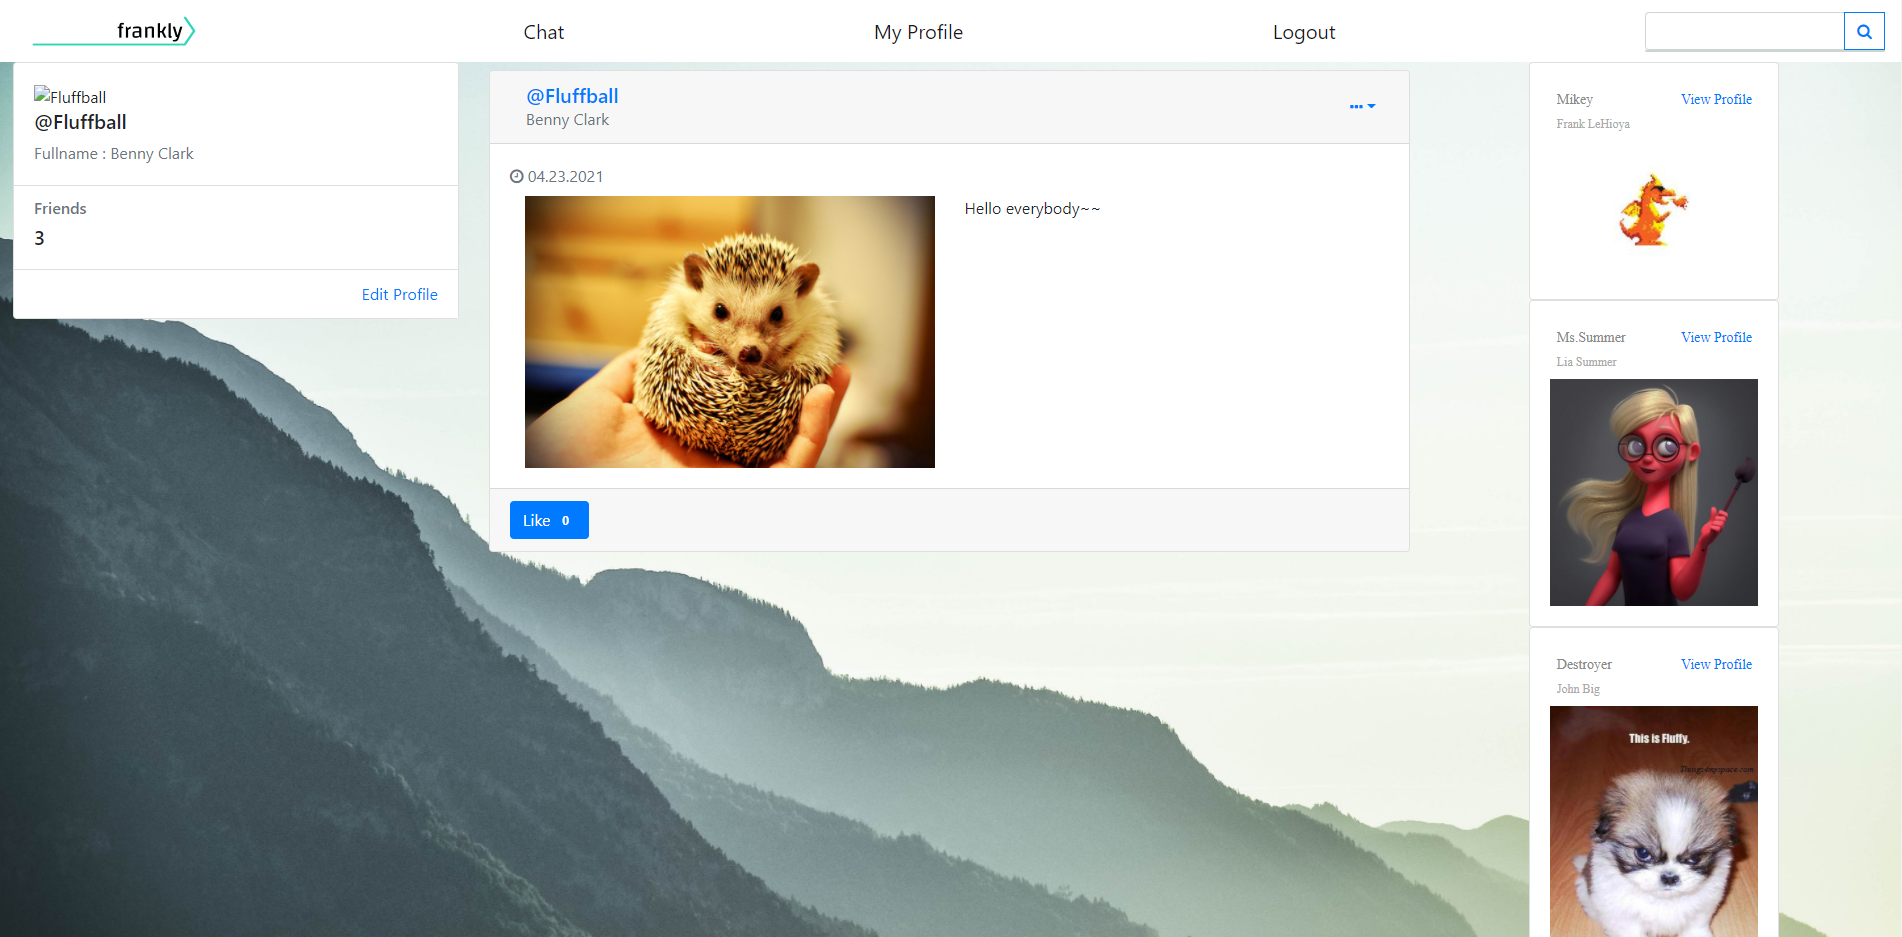 frankly
Chat
My Profile
Logout
Fluffball
@Fluffball
Fullname : Benny Clark
Friends
3
Edit Profile
@Fluffball
Benny Clark
04.23.2021
Hello everybody~~
Like 0
Mikey View Profile
Frank LeHioya
Ms.Summer View Profile
Lia Summer
Destroyer View Profile
John Big
This is Fluffy.